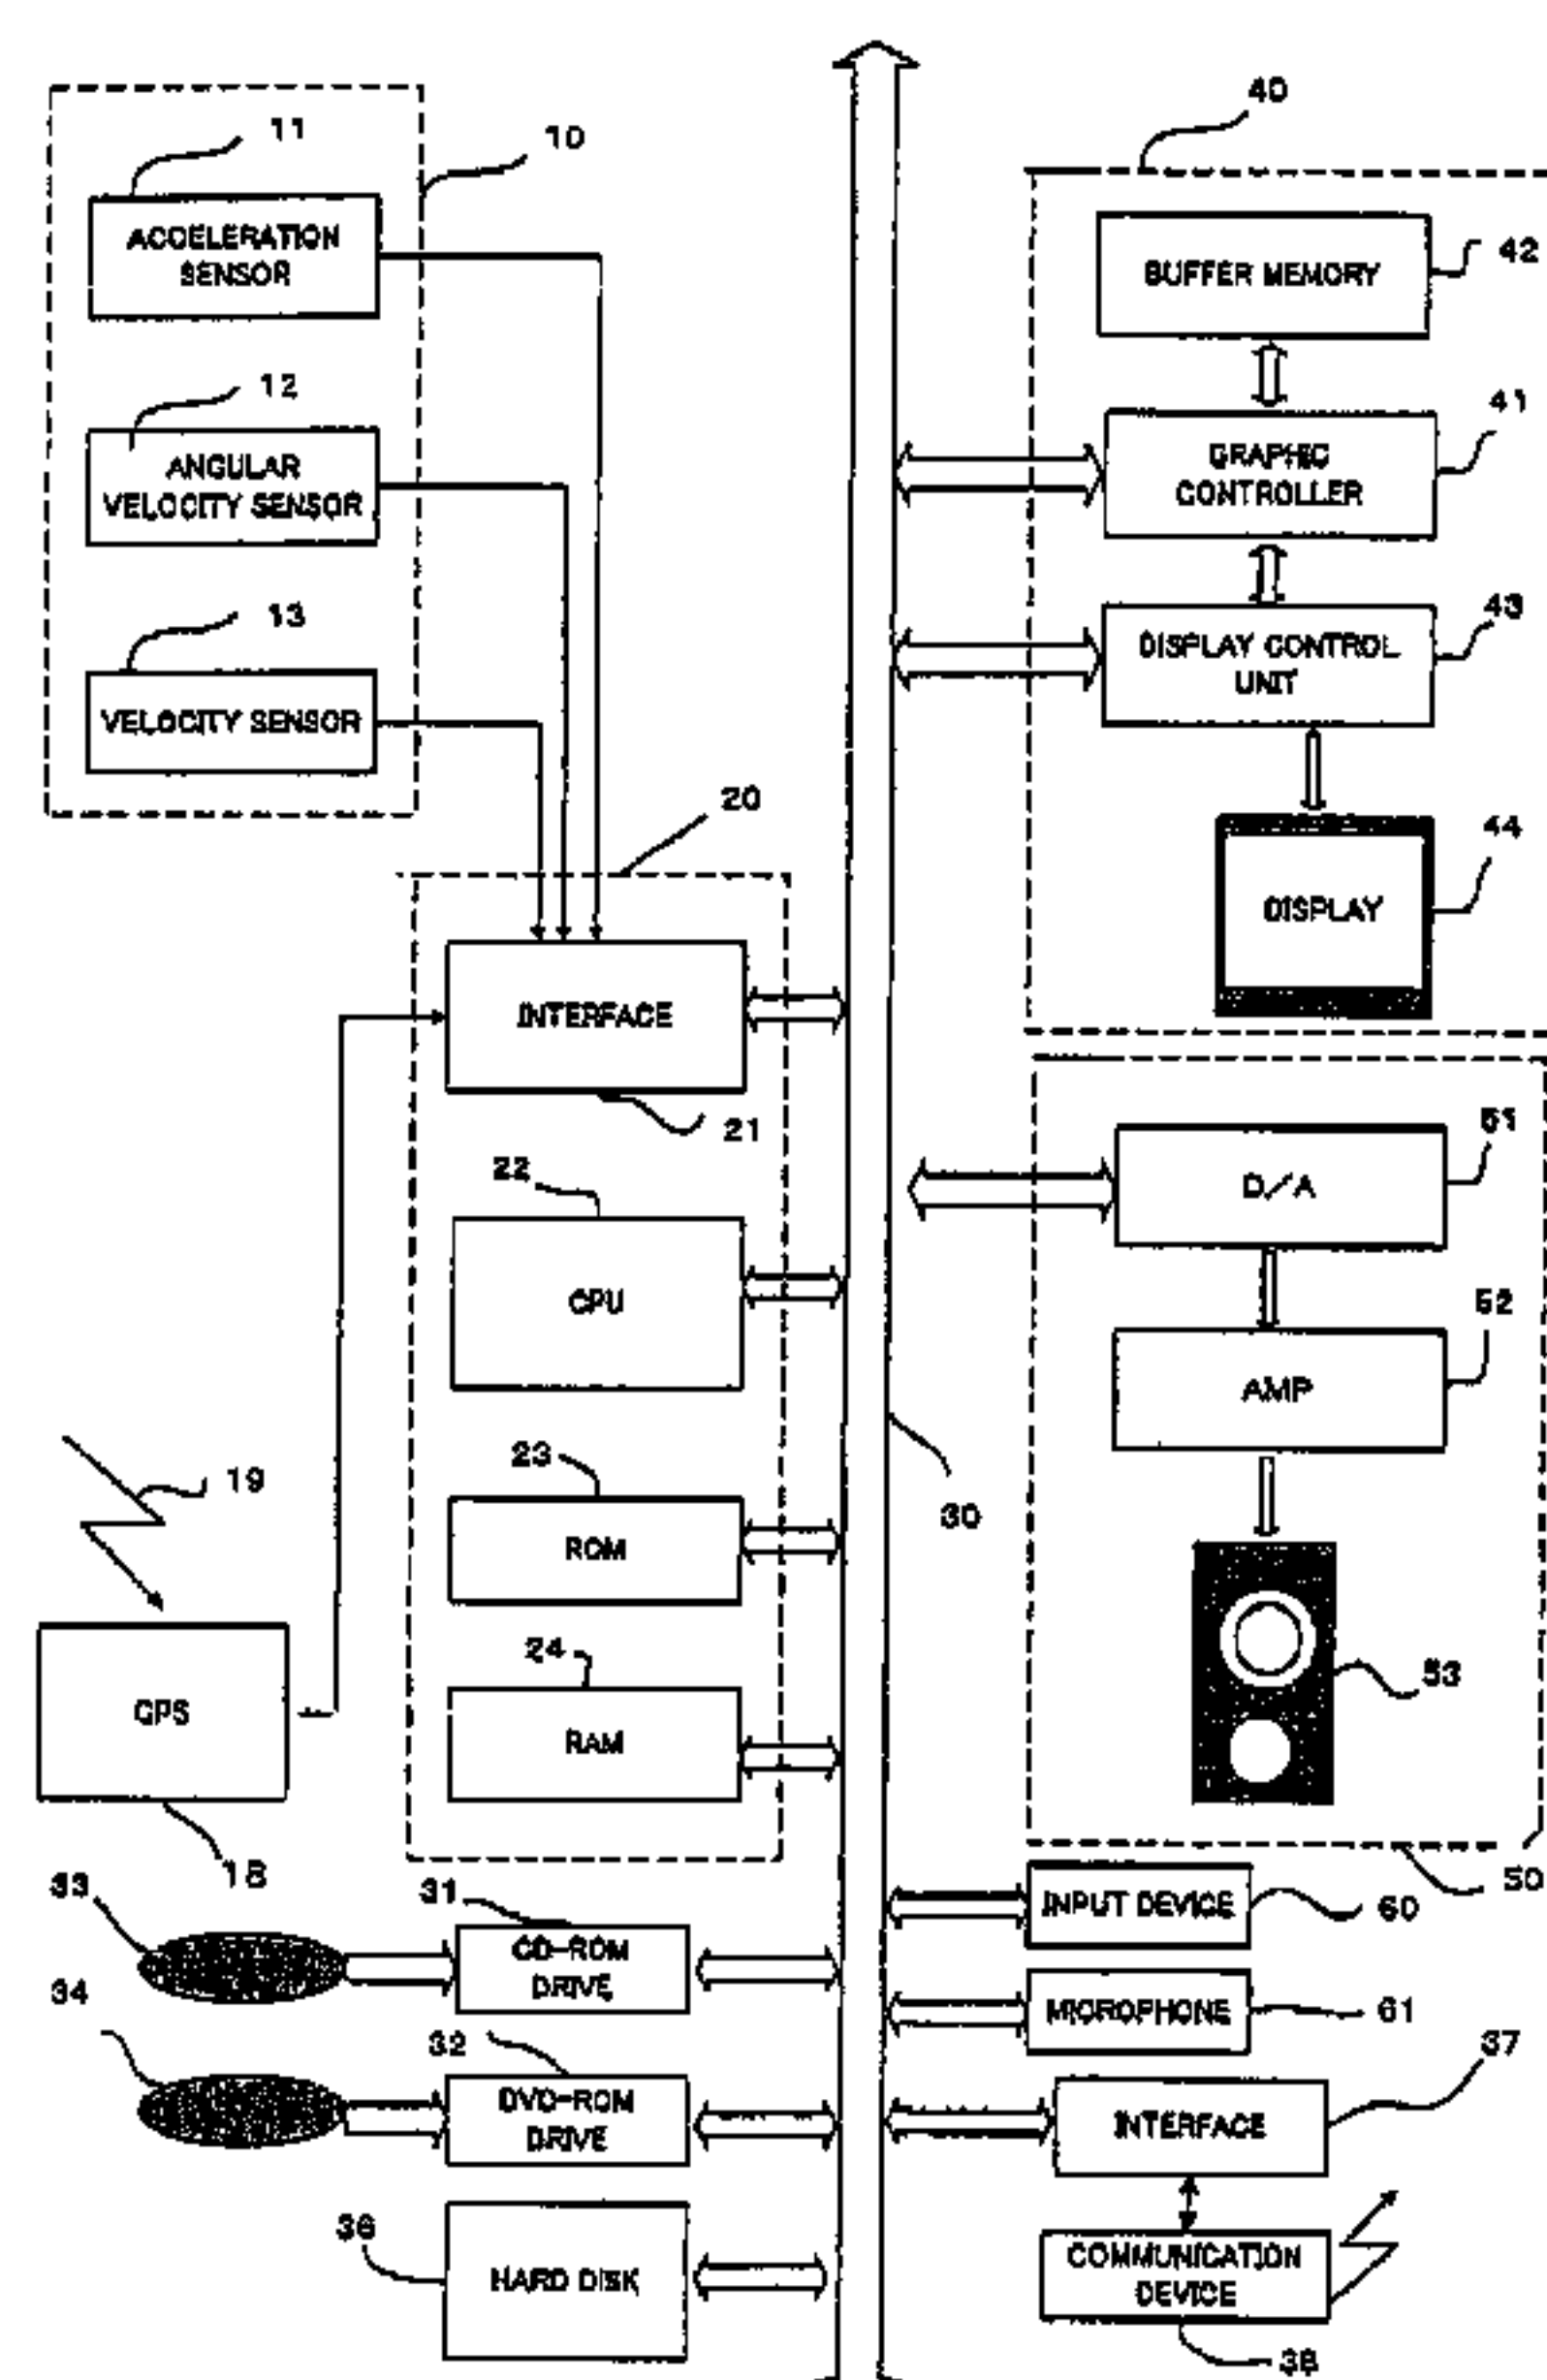 11
10
ACCELERATION
SENSOR
12
ANGULAR
VELOCITY SENSOR
13
VELOCITY SENSOR
20
INTERFACE
21
22
CPU
23
ROM
24
RAM
19
GPS
18
33
31
CD-ROM
DRIVE
34
32
DVD-ROM
DRIVE
36
HARD DISK
30
40
BUFFER MEMORY
42
41
GRAPHIC
CONTROLLER
43
DISPLAY CONTROL
UNIT
44
DISPLAY
51
D/A
52
AMP
53
50
INPUT DEVICE
60
MICROPHONE
61
37
INTERFACE
COMMUNICATION
DEVICE
38